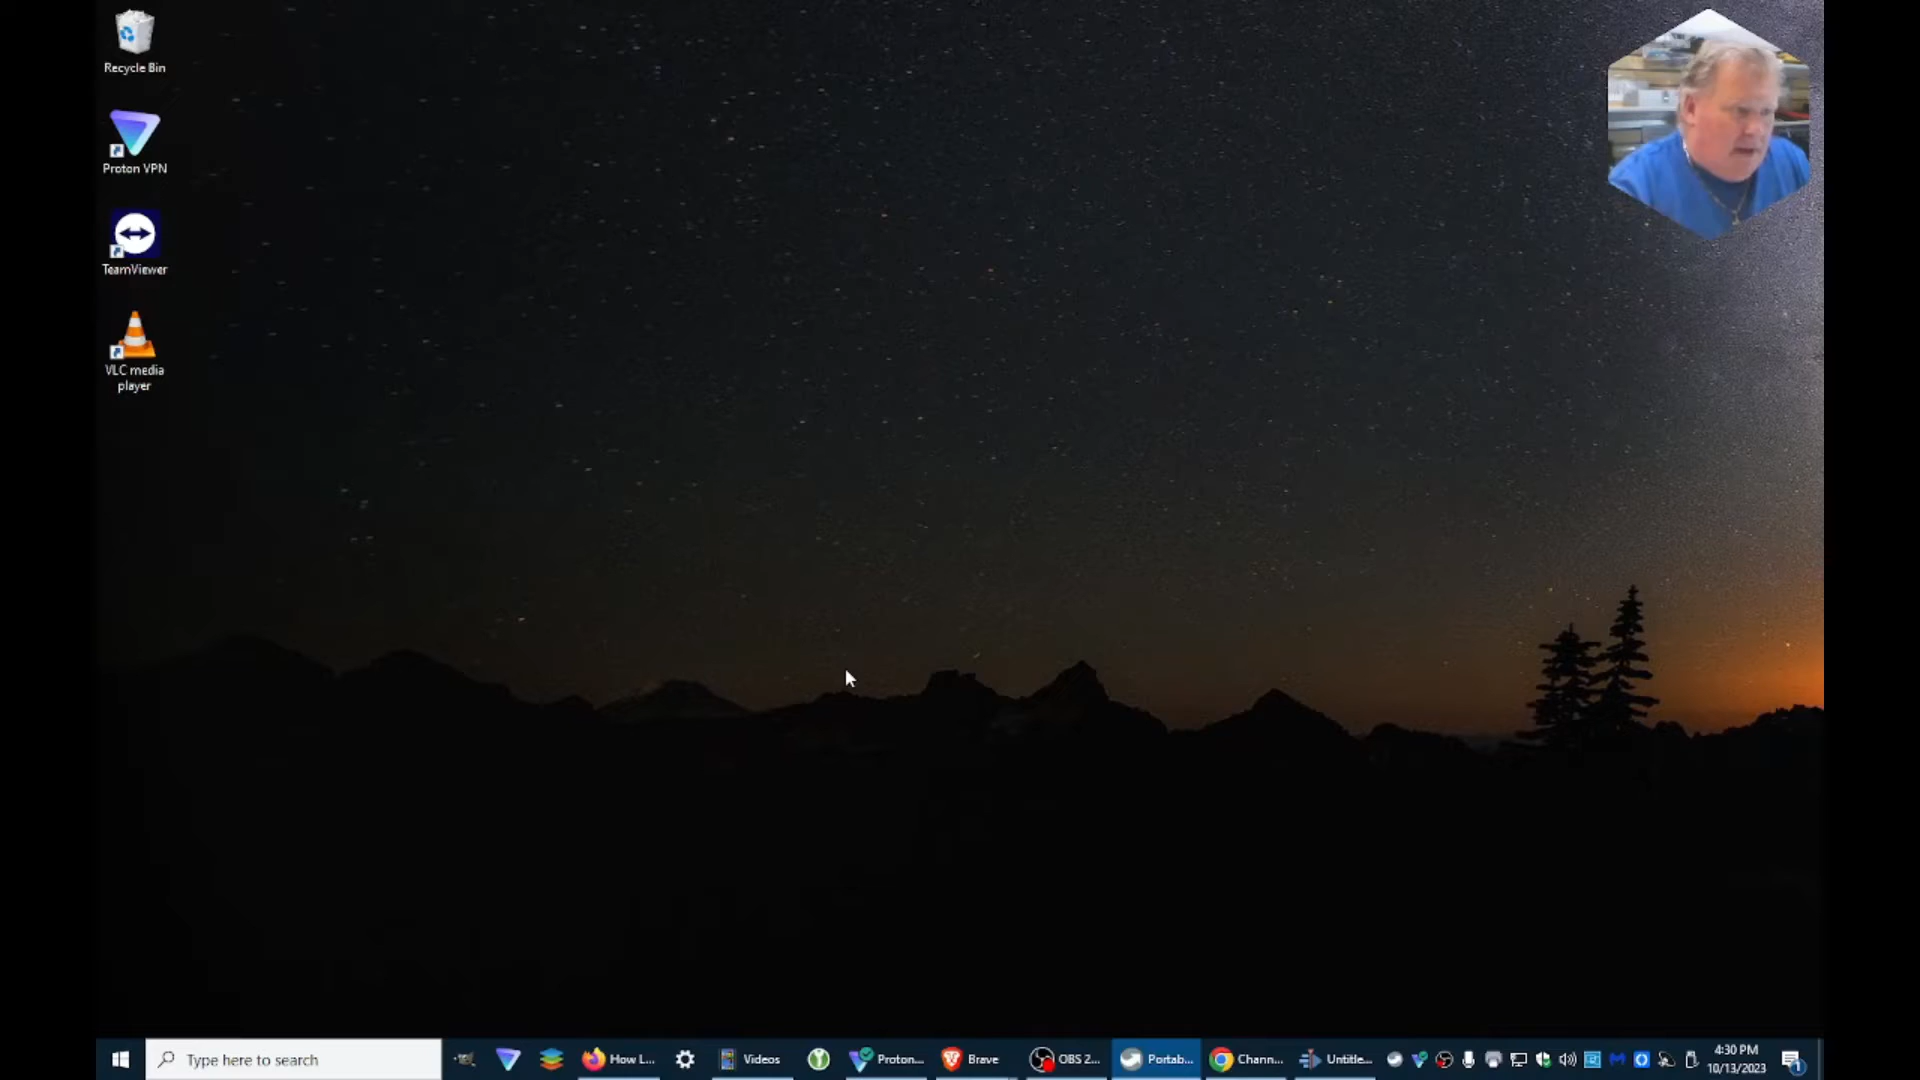 Recycle Bin
Proton VPN
TeamViewer
VLC media
player
Type here to search
How L...
Videos
Proton...
Brave
OBS 2...
Portab...
Chann...
Untitle...
4:30 PM
10/13/2023
1